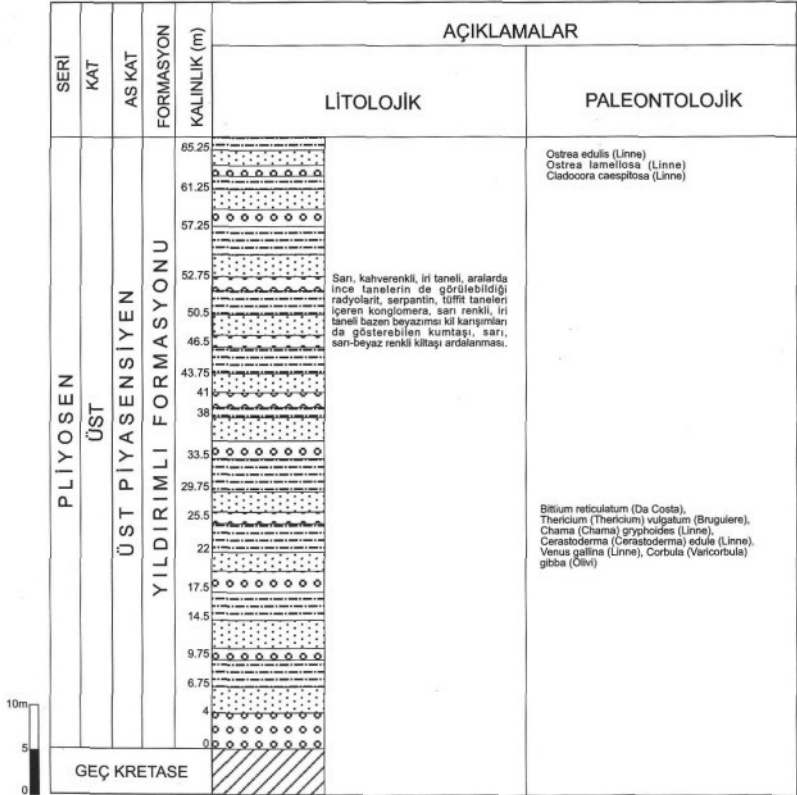 AÇIKLAMALAR
SERİ
KAT
AS KAT
FORMASYON
KALINLIK (m)
LİTOLOJİK
PALEONTOLOJİK
PLİYOSEN
ÜST
ÜST PİYASENSİYEN
YILDIRIMLI FORMASYONU
65.25
61.25
57.25
52.75
50.5
46.5
43.75
41
38
33.5
29.75
25.5
22
17.5
14.5
9.75
6.75
4
0
Sarı, kahverenkli, iri taneli, aralarda
ince tanelerin de görülebildiği
radyolarit, serpantin, tüffit taneleri
içeren konglomera, sarı renkli, iri
taneli bazen beyazımsı kil karışımları
da gösterebilen kumtaşı, sarı,
sarı-beyaz renkli kiltaşı ardalanması.
Ostrea edulis (Linne)
Ostrea lamellosa (Linne)
Cladocora caespitosa (Linne)
Bittium reticulatum (Da Costa),
Thericium (Thericium) vulgatum (Bruguiere),
Chama (Chama) gryphoides (Linne),
Cerastoderma (Cerastoderma) edule (Linne),
Venus gallina (Linne), Corbula (Varicorbula)
gibba (Olivi)
10m
5
0
GEÇ KRETASE